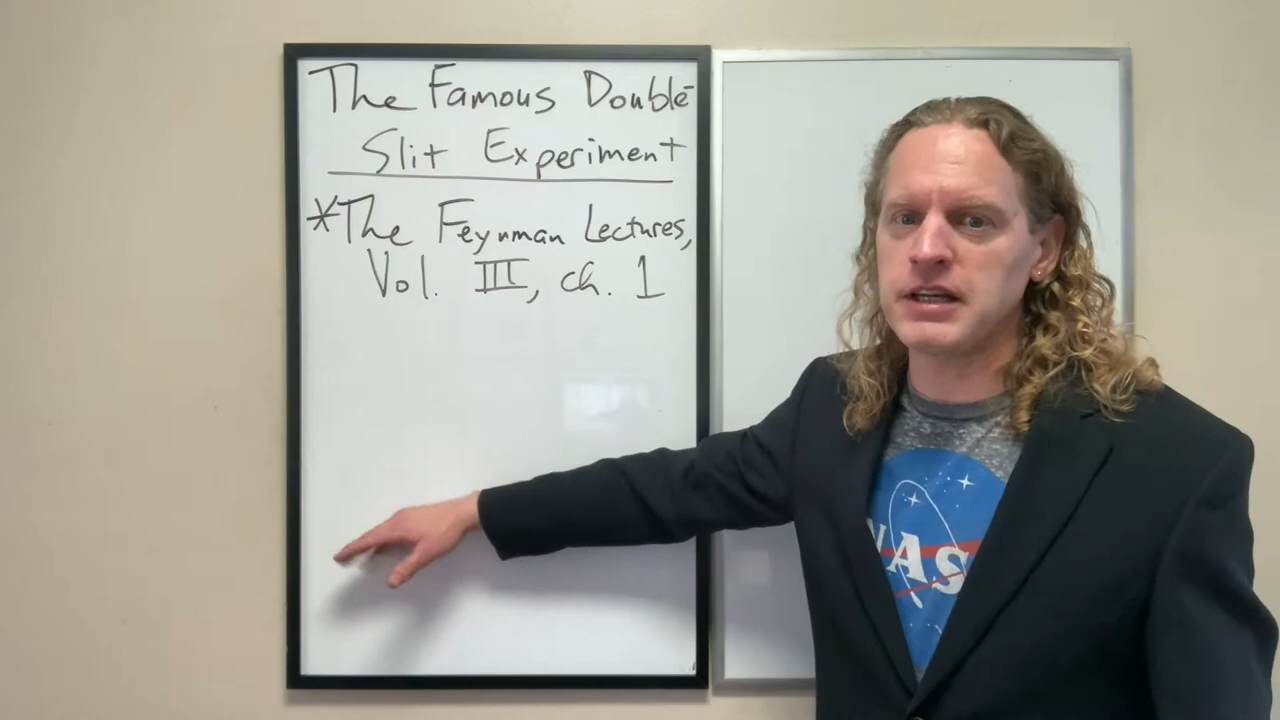 The Famous Double-
Slit Experiment
*The Feynman Lectures,
Vol. III, ch. 1
NASA